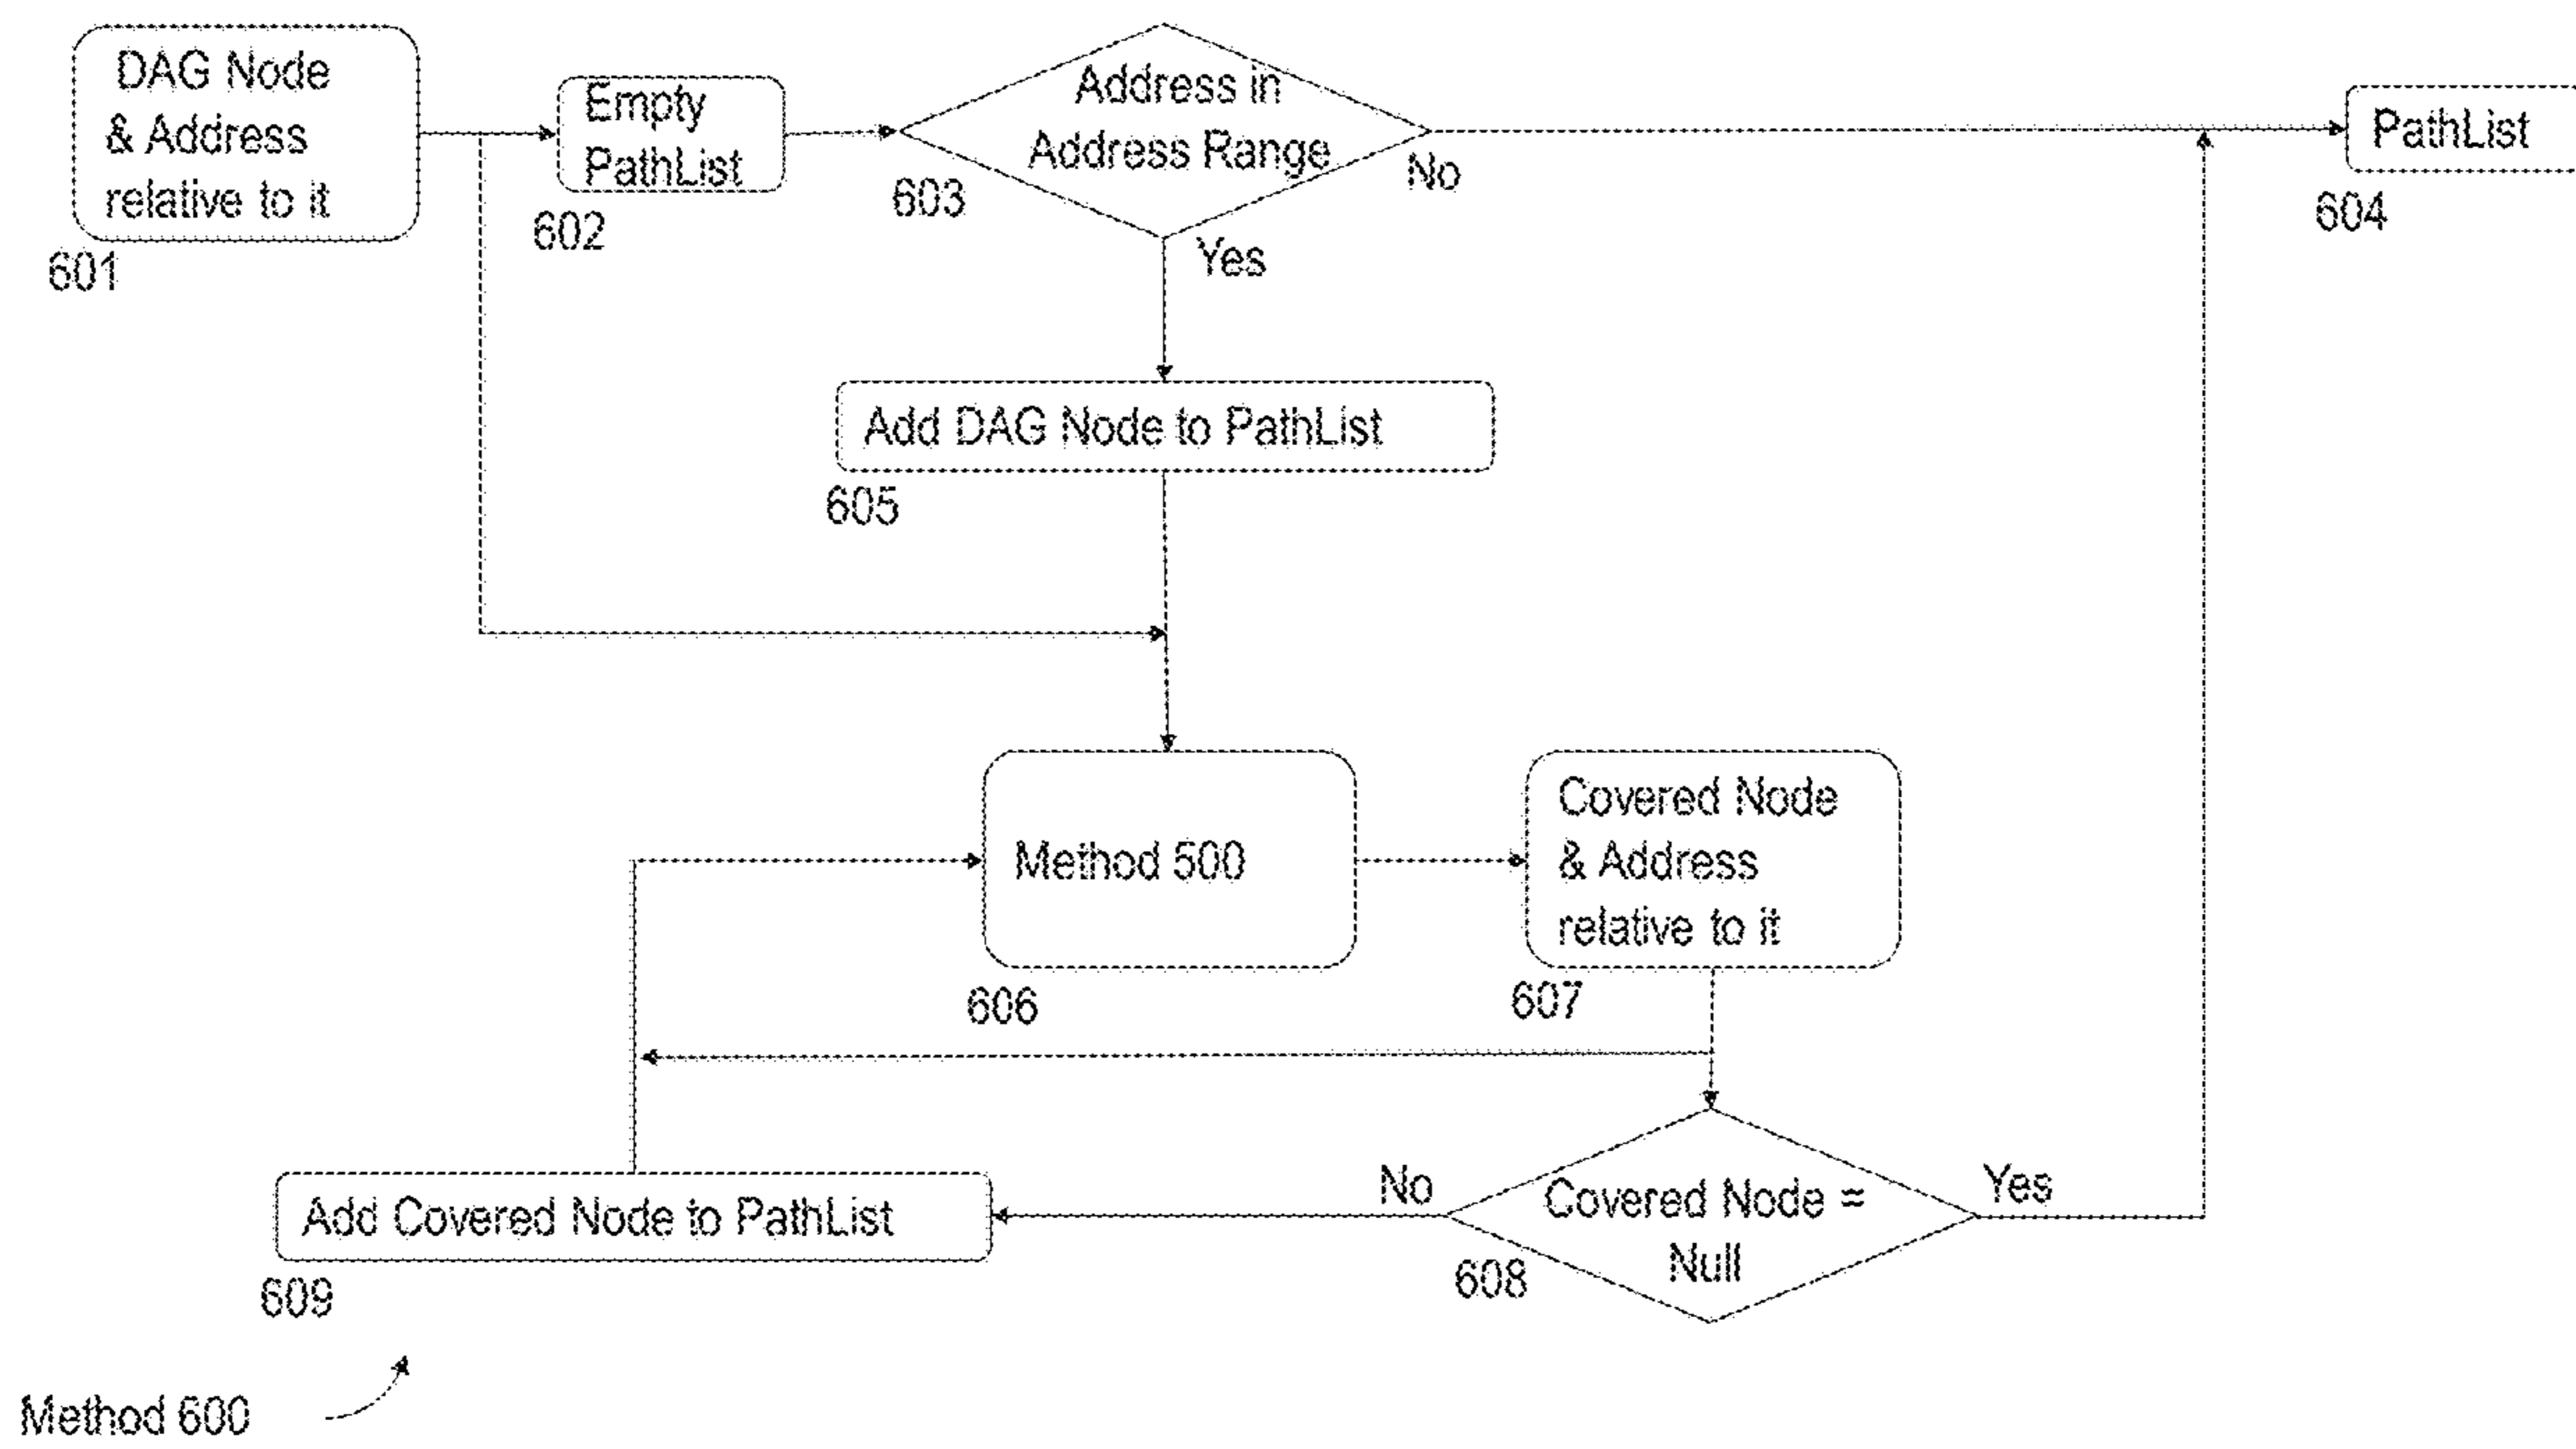 DAG Node
& Address
relative to it
601
Empty
PathList
602
Address in
Address Range
603
No
Yes
PathList
604
Add DAG Node to PathList
605
Method 500
606
Covered Node
& Address
relative to it
607
Covered Node =
Null
608
No
Yes
Add Covered Node to PathList
609
Method 600